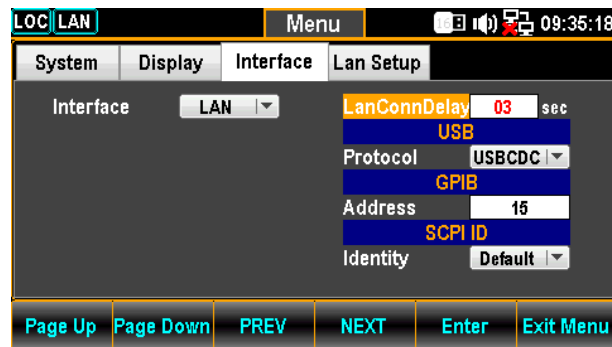 LOC LAN Menu 09:35:18
System Display Interface Lan Setup
Interface LAN LanConnDelay 03 sec
USB
Protocol USBCDC
GPIB
Address 15
SCPI ID
Identity Default
Page Up Page Down PREV NEXT Enter Exit Menu